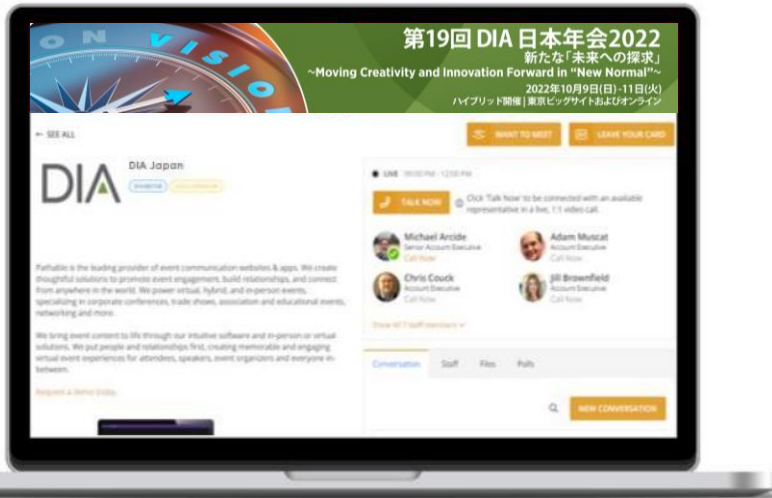 ON VISION
第19回 DIA 日本年会2022
新たな「未来への探求」
~Moving Creativity and Innovation Forward in "New Normal"~
2022年10月9日(日)-11日(火)
ハイブリッド開催 | 東京ビッグサイトおよびオンライン
← SEE ALL
WANT TO MEET
LEAVE YOUR CARD
DIA
DIA Japan
EXHIBITOR
LIVE
TALK NOW
Click 'Talk Now' to be connected with an available
representative in a live, 1:1 video call.
Michael Arcide
Senior Account Executive
Call Now
Adam Muscat
Account Executive
Call Now
Chris Couck
Account Executive
Call Now
Jill Brownfield
Account Executive
Call Now
staff members
Pathable is the leading provider of event communication websites & apps. We create
thoughtful solutions to promote event engagement, build relationships, and connect
from anywhere in the world. We power virtual, hybrid, and in-person events,
specializing in corporate conferences, trade shows, association and educational events,
networking and more.
We bring event content to life through our intuitive software and in-person or virtual
solutions. We put people and relationships first, creating memorable and engaging
virtual event experiences for attendees, speakers, event organizers and everyone in-
between.
Request a demo today.
Conversation
Staff
Files
Polls
NEW CONVERSATION